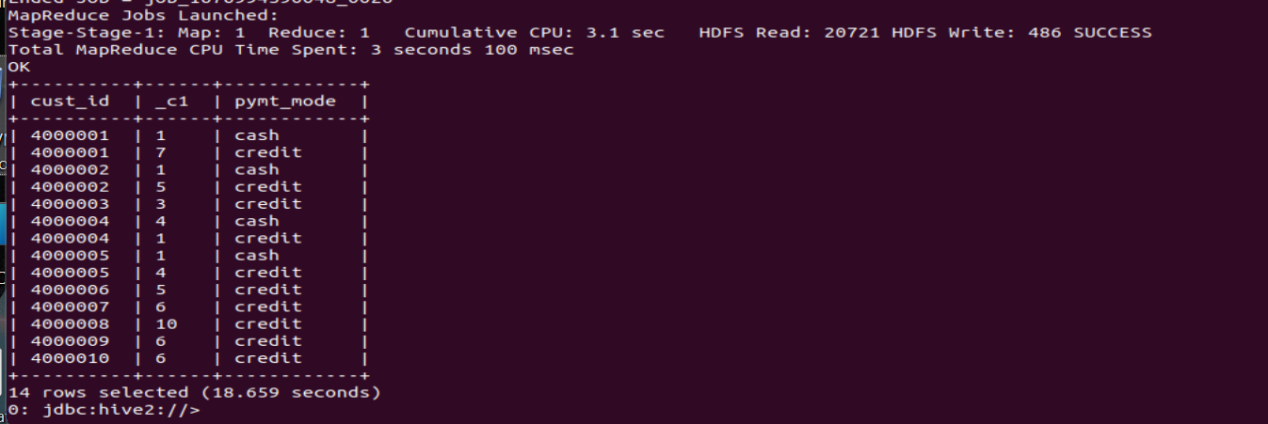 MapReduce Jobs Launched:
Stage-Stage-1: Map: 1  Reduce: 1   Cumulative CPU: 3.1 sec   HDFS Read: 20721 HDFS Write: 486 SUCCESS
Total MapReduce CPU Time Spent: 3 seconds 100 msec
OK
+----------+------+------------+
| cust_id  | _c1  | pymt_mode  |
+----------+------+------------+
| 4000001  | 1    | cash       |
| 4000001  | 7    | credit     |
| 4000002  | 1    | cash       |
| 4000002  | 5    | credit     |
| 4000003  | 3    | credit     |
| 4000004  | 4    | cash       |
| 4000004  | 1    | credit     |
| 4000005  | 1    | cash       |
| 4000005  | 4    | credit     |
| 4000006  | 5    | credit     |
| 4000007  | 6    | credit     |
| 4000008  | 10   | credit     |
| 4000009  | 6    | credit     |
| 4000010  | 6    | credit     |
+----------+------+------------+
14 rows selected (18.659 seconds)
0: jdbc:hive2://>